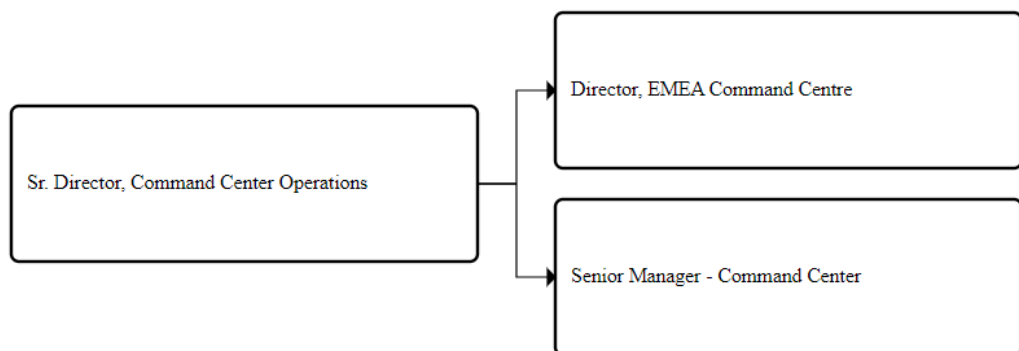 Sr. Director, Command Center Operations
Director, EMEA Command Centre
Senior Manager - Command Center